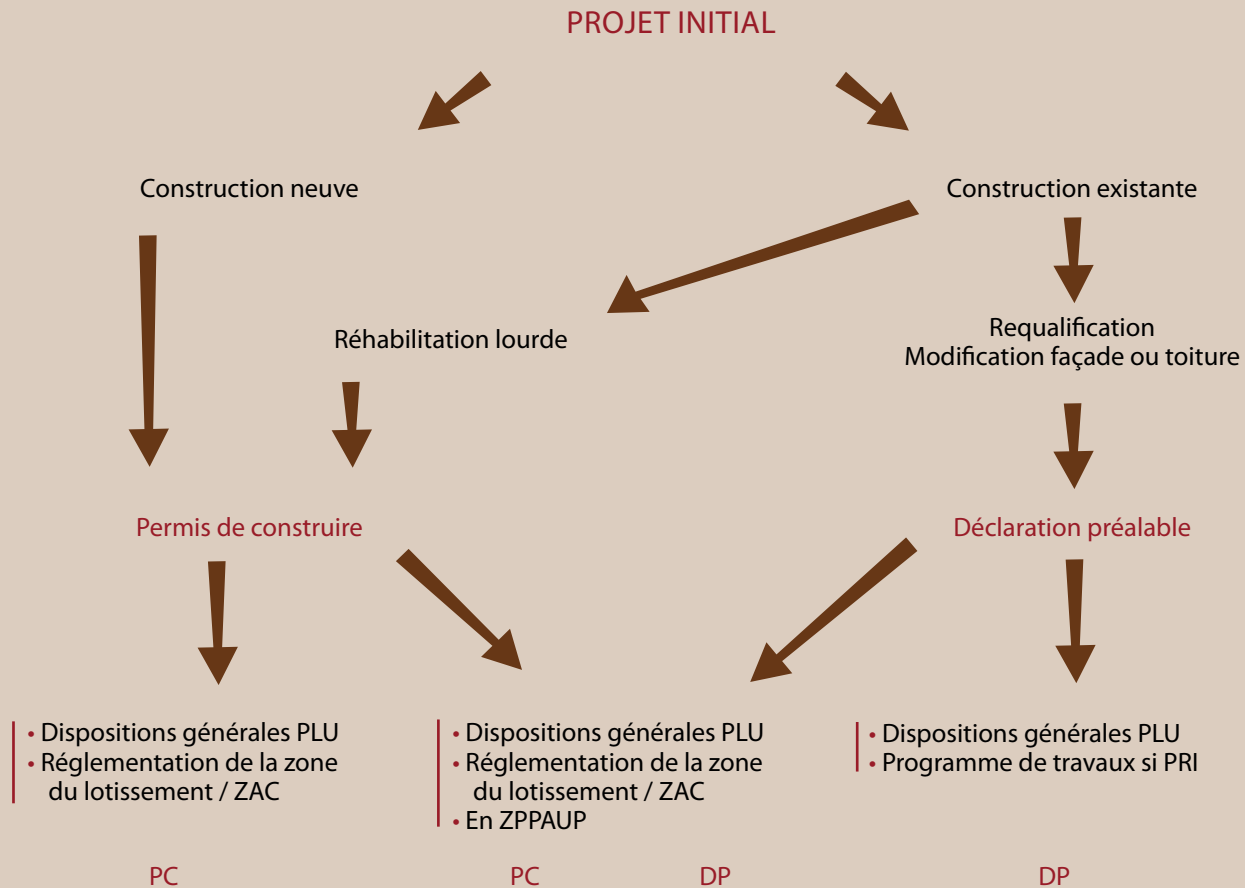 PROJET INITIAL
Construction neuve
Construction existante
Réhabilitation lourde
Requalification
Modification façade ou toiture
Permis de construire
Déclaration préalable
• Dispositions générales PLU
• Réglementation de la zone
du lotissement / ZAC
• Dispositions générales PLU
• Réglementation de la zone
du lotissement / ZAC
• En ZPPAUP
• Dispositions générales PLU
• Programme de travaux si PRI
PC
PC
DP
DP